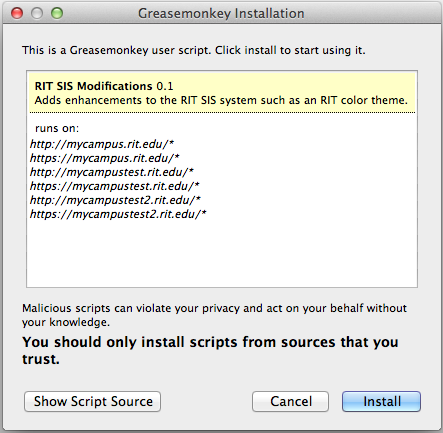 Greasemonkey Installation
This is a Greasemonkey user script. Click install to start using it.
RIT SIS Modifications 0.1
Adds enhancements to the RIT SIS system such as an RIT color theme.
runs on:
http://mycampus.rit.edu/*
https://mycampus.rit.edu/*
http://mycampustest.rit.edu/*
https://mycampustest.rit.edu/*
http://mycampustest2.rit.edu/*
https://mycampustest2.rit.edu/*
Malicious scripts can violate your privacy and act on your behalf without
your knowledge.
You should only install scripts from sources that you
trust.
Show Script Source
Cancel
Install